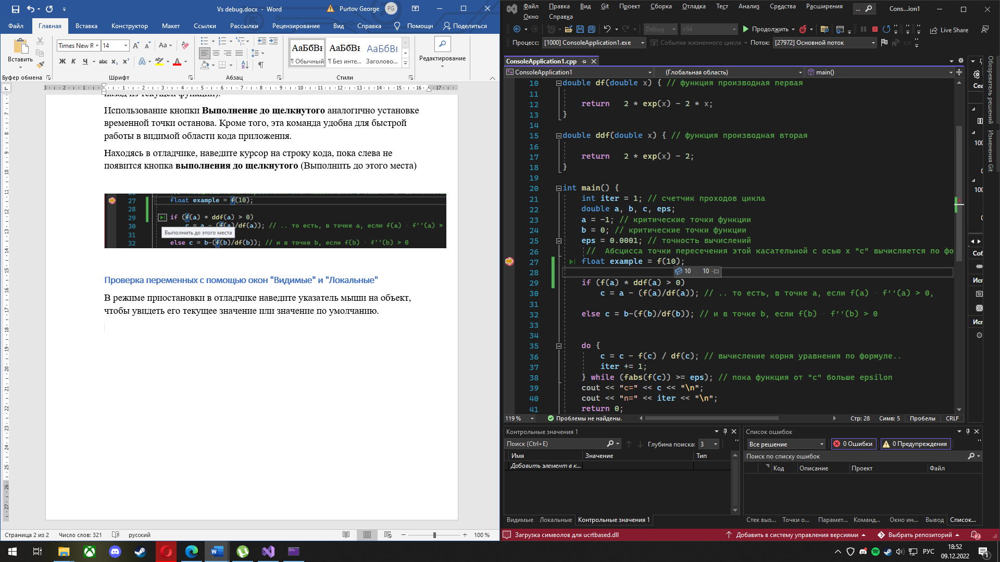 Vs debug.docx - Word
Purtov George
PG
Файл
Главная
Вставка
Конструктор
Макет
Ссылки
Рассылки
Рецензирование
Вид
Справка
Помощн
Поделиться
Вставить
Times New R
14
Aa
Ж К Ч abc x₂ x²
АаБбВв
АаБбВв
АаБбВг
¶ Обычный
¶ Без инте...
Заголово...
Редактирование
Буфер обмена
Шрифт
Абзац
Стили
назад из текущей функции).
Использование кнопки Выполнение до щелкнутого аналогично установке
временной точки останова. Кроме того, эта команда удобна для быстрой
работы в видимой области кода приложения.
Находясь в отладчике, наведите курсор на строку кода, пока слева не
появится кнопка выполнения до щелкнутого (Выполнить до этого места)
27 float example = f(10);
28
29 if (f(a) * ddf(a) > 0)
30 c = a - (f(a)/df(a)); // .. то есть, в точке a, если f(a) · f''(a) >
Выполнить до этого места
31
32 else c = b-(f(b)/df(b)); // и в точке b, если f(b) · f''(b) > 0
Проверка переменных с помощью окон "Видимые" и "Локальные"
В режиме приостановки в отладчике наведите указатель мыши на объект,
чтобы увидеть его текущее значение или значение по умолчанию.
Страница 2 из 2
Число слов: 321
русский
100 %
Файл
Правка
Вид
Git
Проект
Сборка
Отладка
Тест
Анализ
Средства
Расширения
Окно
Справка
...
Cons...ion1
Debug
x64
Продолжить
Live Share
Процесс:
[1000] ConsoleApplication1.exe
События жизненного цикла
Поток:
[27972] Основной поток
ConsoleApplication1.cpp
ConsoleApplication1
(Глобальная область)
main()
10 double df(double x) { // функция производная первая
11
12 return 2 * exp(x) - 2 * x;
13 }
14
15 double ddf(double x) { // функция производная вторая
16
17 return 2 * exp(x) - 2;
18 }
19
20 int main() {
21 int iter = 1; // счетчик проходов цикла
22 double a, b, c, eps;
23 a = -1; // критические точки функции
24 b = 0; // критические точки функции
25 eps = 0.0001; // точность вычислений
26 // Абсцисса точки пересечения этой касательной с осью x "c" вычисляется по фо
27 float example = f(10);
28
10 10
29 if (f(a) * ddf(a) > 0)
30 c = a - (f(a)/df(a)); // .. то есть, в точке a, если f(a) · f''(a) > 0,
31
32 else c = b-(f(b)/df(b)); // и в точке b, если f(b) · f''(b) > 0
33
34
35 do {
36 c = c - f(c) / df(c); // вычисление корня уравнения по формуле..
37 iter += 1;
38 } while (fabs(f(c)) >= eps); // пока функция от "c" больше epsilon
39 cout << "c=" << c << "\n";
40 cout << "n=" << iter << "\n";
41 return 0;
Сеа
100
0
100
0
Соб
Исп
Исп
Обозреватель решений
Изменения Git
119 %
Проблемы не найдены.
Стр: 28
Симв: 5
Пробелы
CRLF
Контрольные значения 1
Поиск (Ctrl+E)
Глубина поиска:
3
Имя
Значение
Тип
Добавить элемент в к...
Видимые
Локальные
Контрольные значения 1
Список ошибок
Все решение
0 Ошибки
0 Предупреждения
Поиск по списку ошибок
Код
Описание
Проект
Файл
Стек выз...
Точки о...
Парамет...
Команд...
Окно ин...
Вывод
Список...
Загрузка символов для ucrtbased.dll
Добавить в систему управления версиями
Выбрать репозиторий
2
РУС
18:52
09.12.2022
1